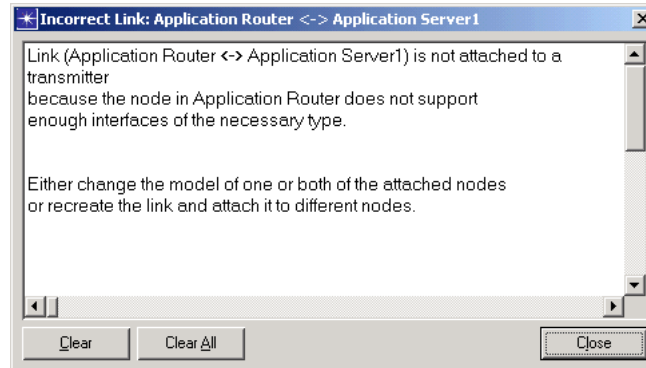 Incorrect Link: Application Router <-> Application Server1
Link (Application Router <-> Application Server1) is not attached to a
transmitter
because the node in Application Router does not support
enough interfaces of the necessary type.
Either change the model of one or both of the attached nodes
or recreate the link and attach it to different nodes.
Clear
Clear All
Close